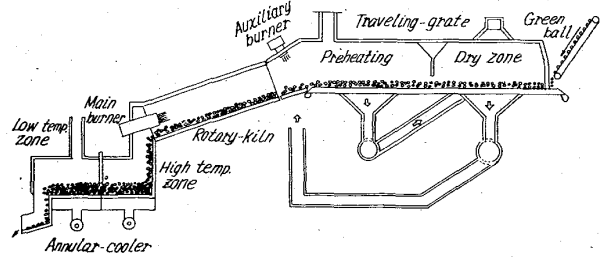 Auxiliary
burner
Traveling-grate
Green
ball
Preheating
Dry zone
Main
burner
Low temp.
zone
Rotary-kiln
High temp.
zone
Annular-cooler